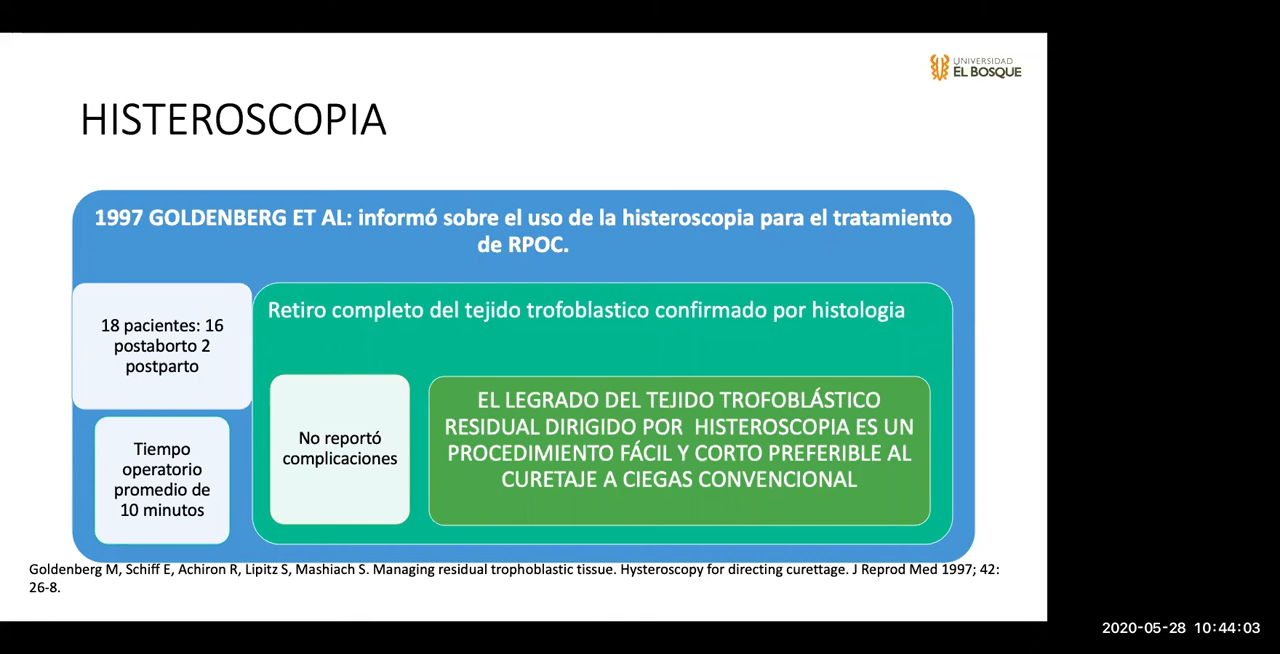 UNIVERSIDAD
EL BOSQUE
HISTEROSCOPIA
1997 GOLDENBERG ET AL: informó sobre el uso de la histeroscopia para el tratamiento
de RPOC.
18 pacientes: 16
postaborto 2
postparto
Tiempo
operatorio
promedio de
10 minutos
Retiro completo del tejido trofoblastico confirmado por histologia
No reportó
complicaciones
EL LEGRADO DEL TEJIDO TROFOBLÁSTICO
RESIDUAL DIRIGIDO POR HISTEROSCOPIA ES UN
PROCEDIMIENTO FÁCIL Y CORTO PREFERIBLE AL
CURETAJE A CIEGAS CONVENCIONAL
Goldenberg M, Schiff E, Achiron R, Lipitz S, Mashiach S. Managing residual trophoblastic tissue. Hysteroscopy for directing curettage. J Reprod Med 1997; 42:
26-8.
2020-05-28 10:44:03